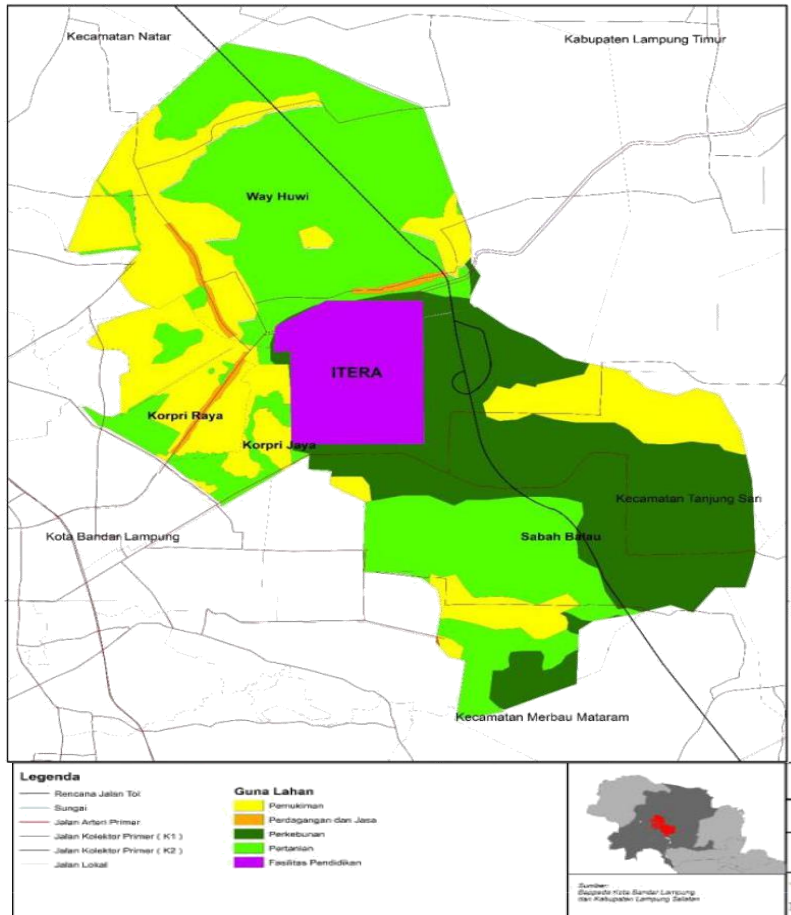 Kecamatan Natar
Kabupaten Lampung Timur
Way Huwi
ITERA
Korpri Raya
Korpri Jaya
Kecamatan Tanjung Sari
Kota Bandar Lampung
Sabah Batau
Kecamatan Merbau Mataram
Legenda
Rencana Jalan Tol
Sungai
Jalan Arteri Primer
Jalan Kolektor Primer ( K1 )
Jalan Kolektor Primer ( K2 )
Jalan Lokal
Guna Lahan
Pemukiman
Perdagangan dan Jasa
Perkebunan
Pertanian
Fasilitas Pendidikan
Sumber:
Bappeda Kota Bandar Lampung
dan Kabupaten Lampung Selatan